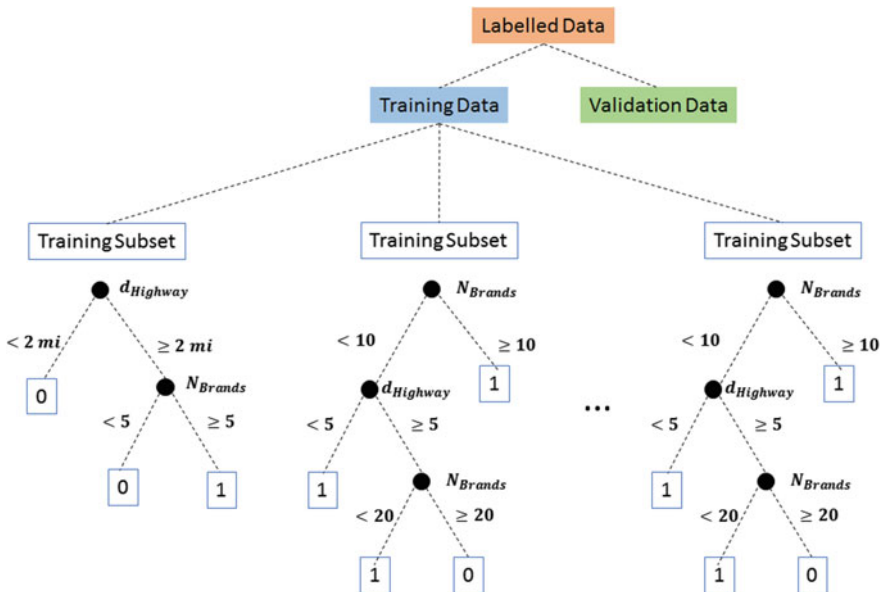 Labelled Data
Training Data
Validation Data
Training Subset
Training Subset
Training Subset
d_Highway
N_Brands
N_Brands
< 2 mi
≥ 2 mi
< 10
≥ 10
< 10
≥ 10
0
N_Brands
d_Highway
1
d_Highway
1
...
< 5
≥ 5
< 5
≥ 5
< 5
≥ 5
0
1
1
N_Brands
1
N_Brands
< 20
≥ 20
< 20
≥ 20
1
0
1
0